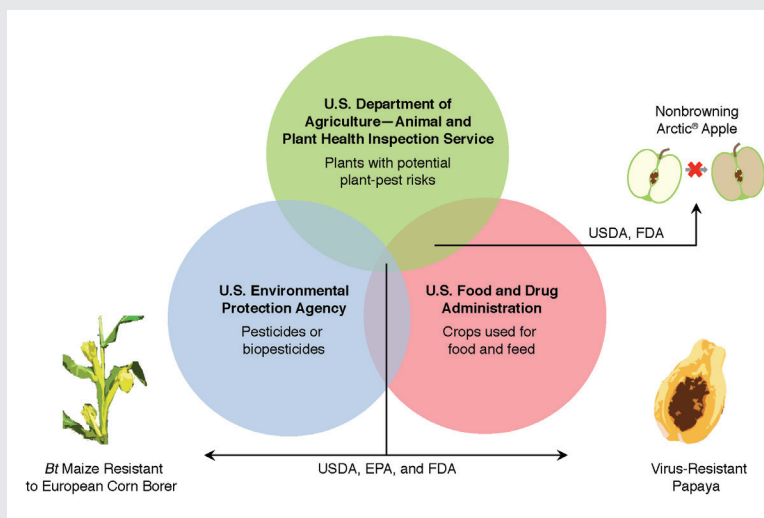 U.S. Department of
Agriculture—Animal and
Plant Health Inspection Service
Plants with potential
plant-pest risks
Nonbrowning
Arctic® Apple
USDA, FDA
U.S. Environmental
Protection Agency
Pesticides or
biopesticides
U.S. Food and Drug
Administration
Crops used for
food and feed
Bt Maize Resistant
to European Corn Borer
USDA, EPA, and FDA
Virus-Resistant
Papaya